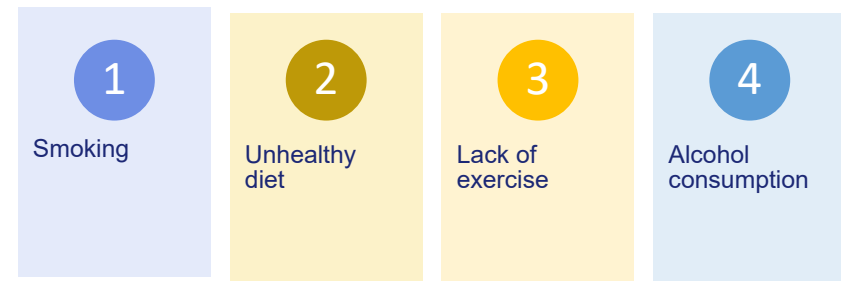 1
Smoking
2
Unhealthy
diet
3
Lack of
exercise
4
Alcohol
consumption